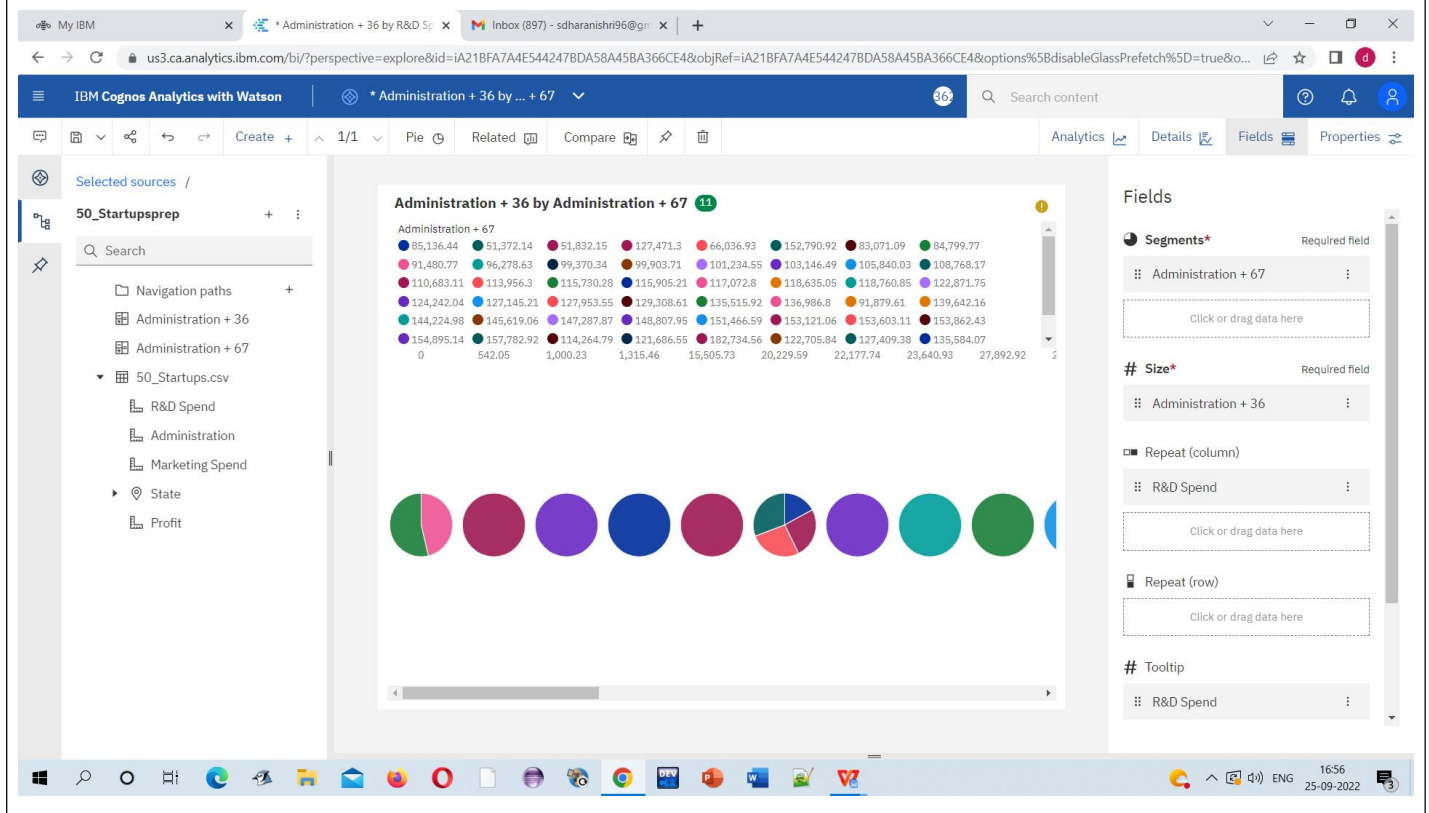 My IBM
* Administration + 36 by R&D Sp
Inbox (897) - sdharanishri96@gm
us3.ca.analytics.ibm.com/bi/?perspective=explore&id=iA21BFA7A4E544247BDA58A45BA366CE4&objRef=iA21BFA7A4E544247BDA58A45BA366CE4&options%5BdisableGlassPrefetch%5D=true&o...
d
IBM Cognos Analytics with Watson
* Administration + 36 by ... + 67
362
Search content
Create +
1/1
Pie
Related
Compare
Analytics
Details
Fields
Properties
Selected sources /
50_Startupsprep
Search
Navigation paths
Administration + 36
Administration + 67
50_Startups.csv
R&D Spend
Administration
Marketing Spend
State
Profit
Administration + 36 by Administration + 67 11
Administration + 67
85,136.44 51,372.14 51,832.15 127,471.3 66,036.93 152,790.92 83,071.09 84,799.77
91,480.77 96,278.63 99,370.34 99,903.71 101,234.55 103,146.49 105,840.03 108,768.17
110,683.11 113,956.3 115,730.28 115,905.21 117,072.8 118,635.05 118,760.85 122,871.75
124,242.04 127,145.21 127,953.55 129,308.61 135,515.92 136,986.8 91,879.61 139,642.16
144,224.98 145,619.06 147,287.87 148,807.95 151,466.59 153,121.06 153,603.11 153,862.43
154,895.14 157,782.92 114,264.79 121,686.55 182,734.56 122,705.84 127,409.38 135,584.07
0 542.05 1,000.23 1,315.46 15,505.73 20,229.59 22,177.74 23,640.93 27,892.92 2
Fields
Segments* Required field
Administration + 67
Click or drag data here
# Size* Required field
Administration + 36
Repeat (column)
R&D Spend
Click or drag data here
Repeat (row)
Click or drag data here
# Tooltip
R&D Spend
DEV
ENG
16:56
25-09-2022
3